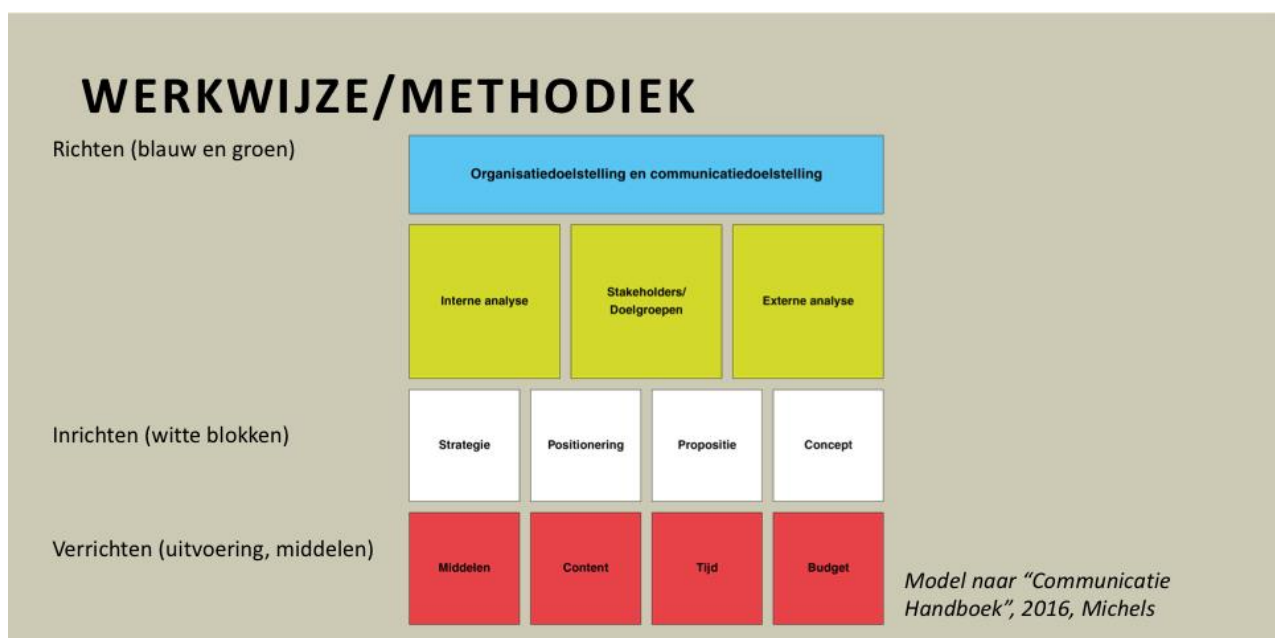 WERKWIJZE/METHODIEK
Richten (blauw en groen)
Organisatiedoelstelling en communicatiedoelstelling
Interne analyse
Stakeholders/
Doelgroepen
Externe analyse
Inrichten (witte blokken)
Strategie
Positionering
Propositie
Concept
Verrichten (uitvoering, middelen)
Middelen
Content
Tijd
Budget
Model naar “Communicatie
Handboek”, 2016, Michels